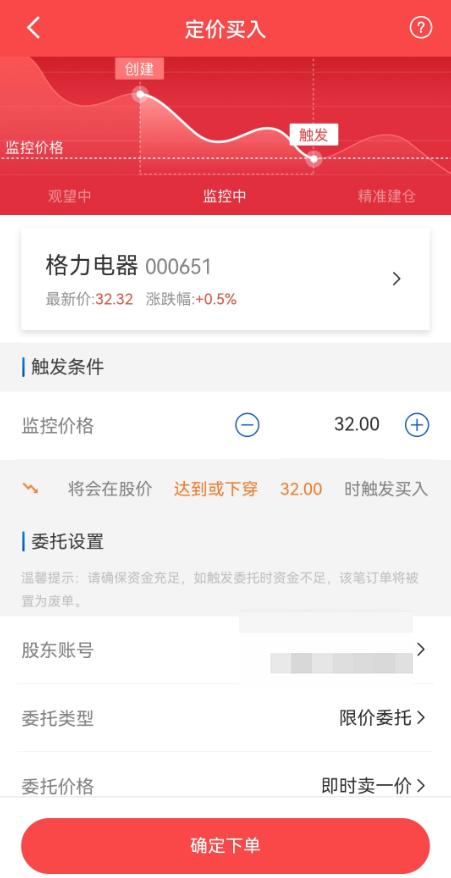 定价买入
创建
触发
监控价格
观望中 监控中 精准建仓
格力电器 000651
最新价:32.32 涨跌幅:+0.5%
触发条件
监控价格 32.00
将会在股价 达到或下穿 32.00 时触发买入
委托设置
温馨提示：请确保资金充足，如触发委托时资金不足，该笔订单将被
置为废单。
股东账号
委托类型 限价委托
委托价格 即时卖一价
确定下单